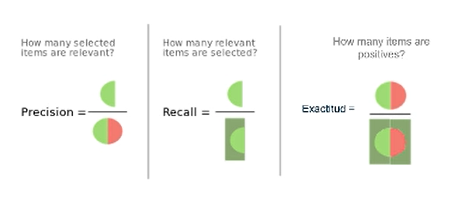 How many selected
items are relevant?
Precision =
How many relevant
items are selected?
Recall =
How many items are
positives?
Exactitud =